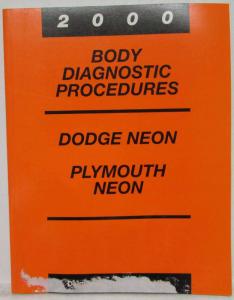 2000
BODY
DIAGNOSTIC
PROCEDURES
DODGE NEON
PLYMOUTH
NEON